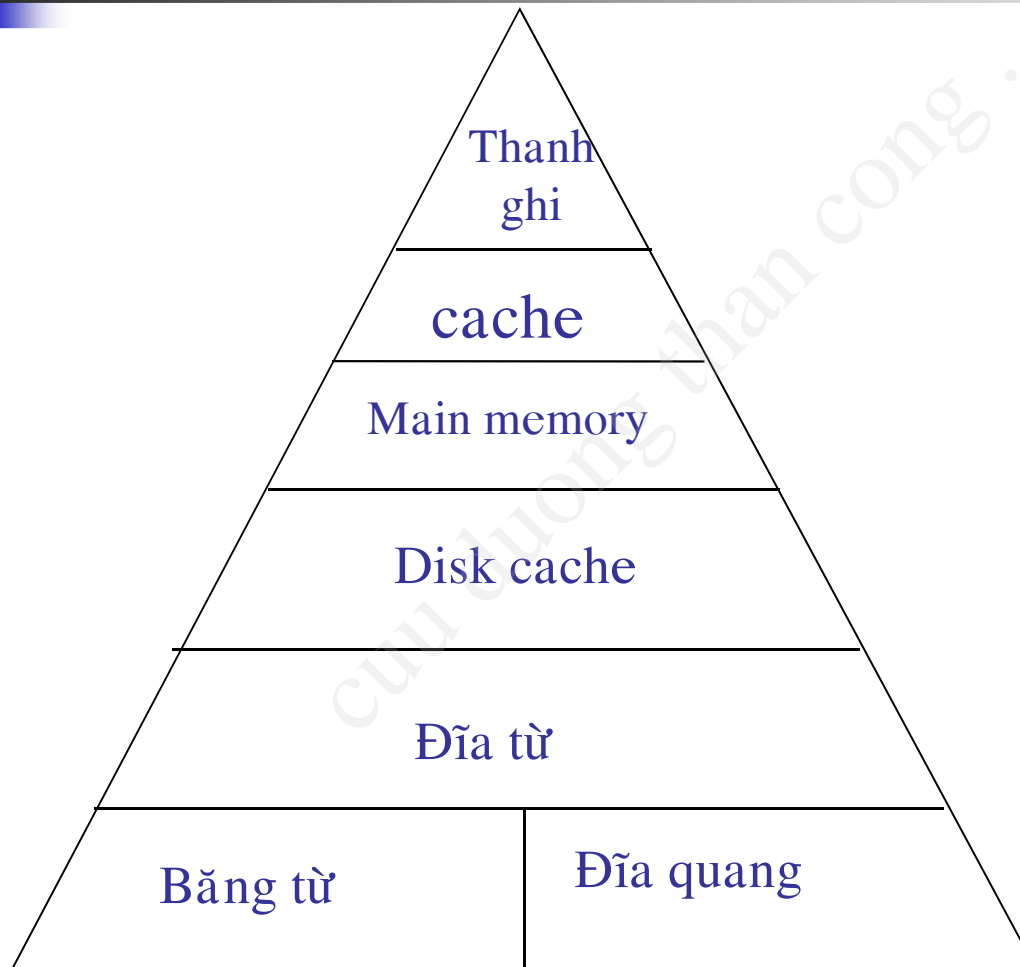 Thanh
ghi
cache
Main memory
Disk cache
Đĩa từ
Băng từ
Đĩa quang
cuu duong than cong .